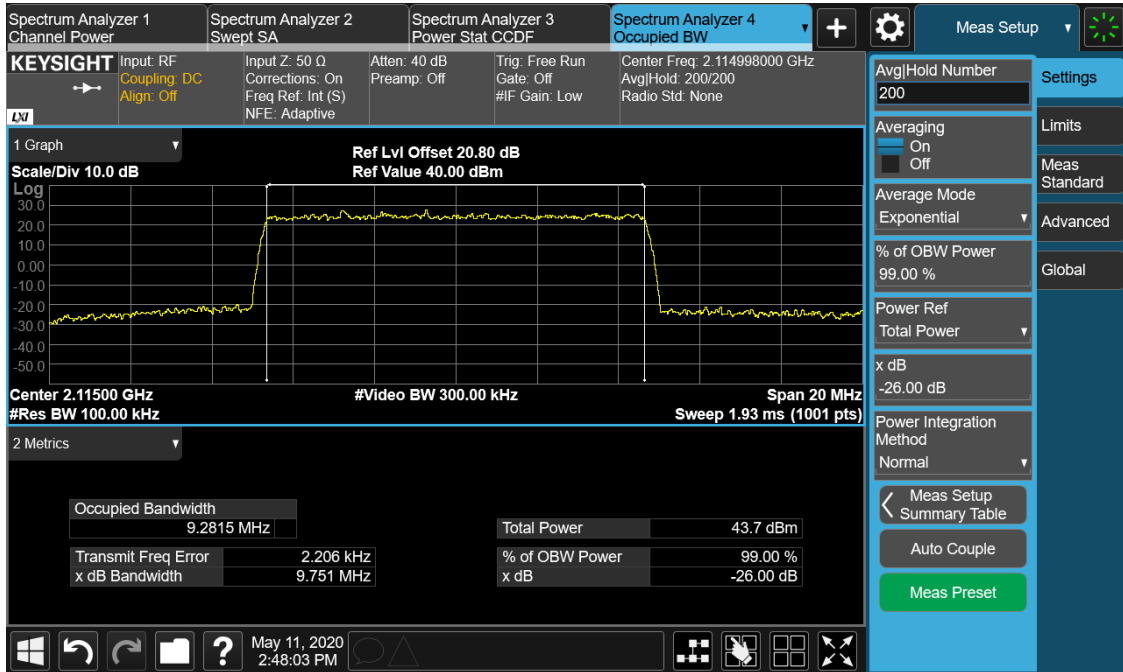 Spectrum Analyzer 1
Channel Power
Spectrum Analyzer 2
Swept SA
Spectrum Analyzer 3
Power Stat CCDF
Spectrum Analyzer 4
Occupied BW
Meas Setup
KEYSIGHT
LXI
Input: RF
Coupling: DC
Align: Off
Input Z: 50 Ω
Corrections: On
Freq Ref: Int (S)
NFE: Adaptive
Atten: 40 dB
Preamp: Off
Trig: Free Run
Gate: Off
#IF Gain: Low
Center Freq: 2.114998000 GHz
Avg|Hold: 200/200
Radio Std: None
1 Graph
Scale/Div 10.0 dB
Ref Lvl Offset 20.80 dB
Ref Value 40.00 dBm
Log
30.0
20.0
10.0
0.00
-10.0
-20.0
-30.0
-40.0
-50.0
Center 2.11500 GHz
#Video BW 300.00 kHz
Span 20 MHz
#Res BW 100.00 kHz
Sweep 1.93 ms (1001 pts)
2 Metrics
Occupied Bandwidth
9.2815 MHz
Total Power 43.7 dBm
Transmit Freq Error 2.206 kHz
% of OBW Power 99.00 %
x dB Bandwidth 9.751 MHz
x dB -26.00 dB
Avg|Hold Number
200
Averaging
On
Off
Average Mode
Exponential
% of OBW Power
99.00 %
Power Ref
Total Power
x dB
-26.00 dB
Power Integration
Method
Normal
Meas Setup
Summary Table
Auto Couple
Meas Preset
Settings
Limits
Meas
Standard
Advanced
Global
?
May 11, 2020
2:48:03 PM